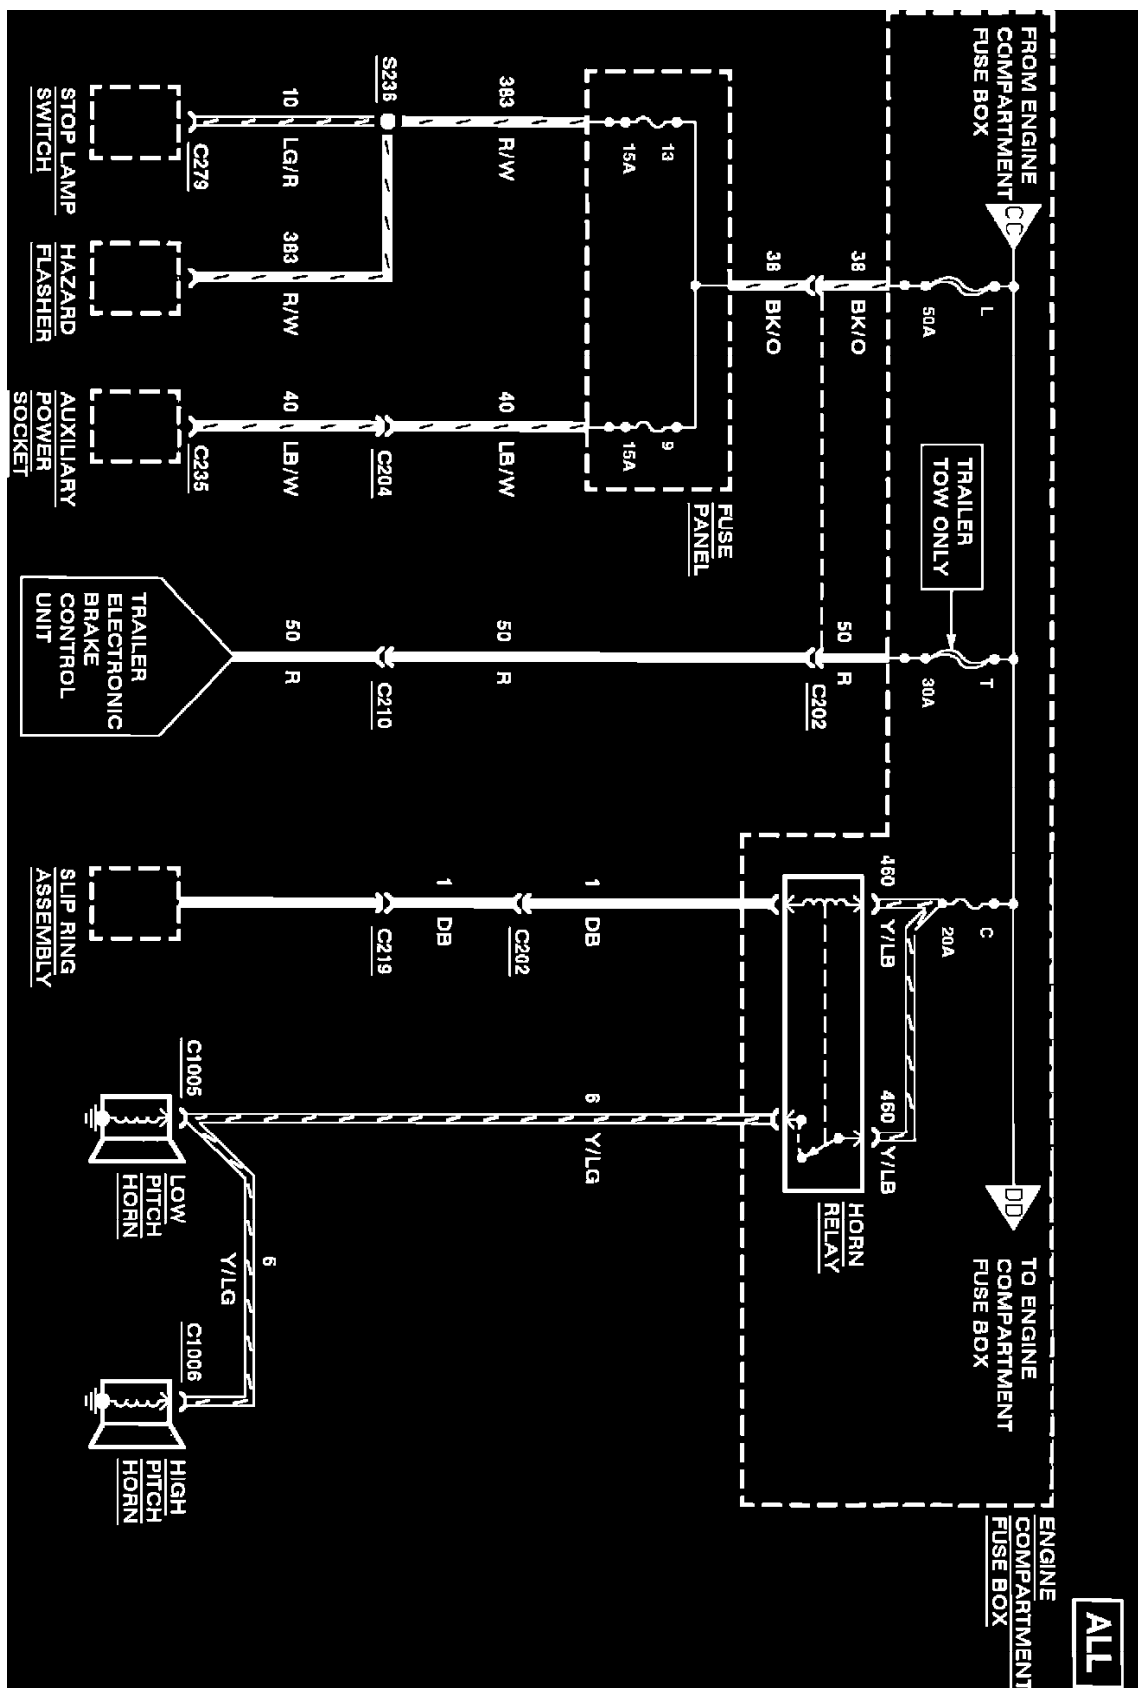 ALL
FROM ENGINE
COMPARTMENT
FUSE BOX
CC
L
50A
TRAILER
TOW ONLY
T
30A
C
20A
DD
TO ENGINE
COMPARTMENT
FUSE BOX
ENGINE
COMPARTMENT
FUSE BOX
38
BK/O
50
R
C202
460
Y/LB
460
Y/LB
HORN
RELAY
38
BK/O
FUSE
PANEL
13
15A
9
15A
383
R/W
40
LB/W
50
R
1
DB
6
Y/LG
C202
S236
C204
C210
C219
1
DB
10
LG/R
383
R/W
40
LB/W
50
R
6
Y/LG
C279
C235
C1005
C1006
STOP LAMP
SWITCH
HAZARD
FLASHER
AUXILIARY
POWER
SOCKET
TRAILER
ELECTRONIC
BRAKE
CONTROL
UNIT
SLIP RING
ASSEMBLY
LOW
PITCH
HORN
HIGH
PITCH
HORN